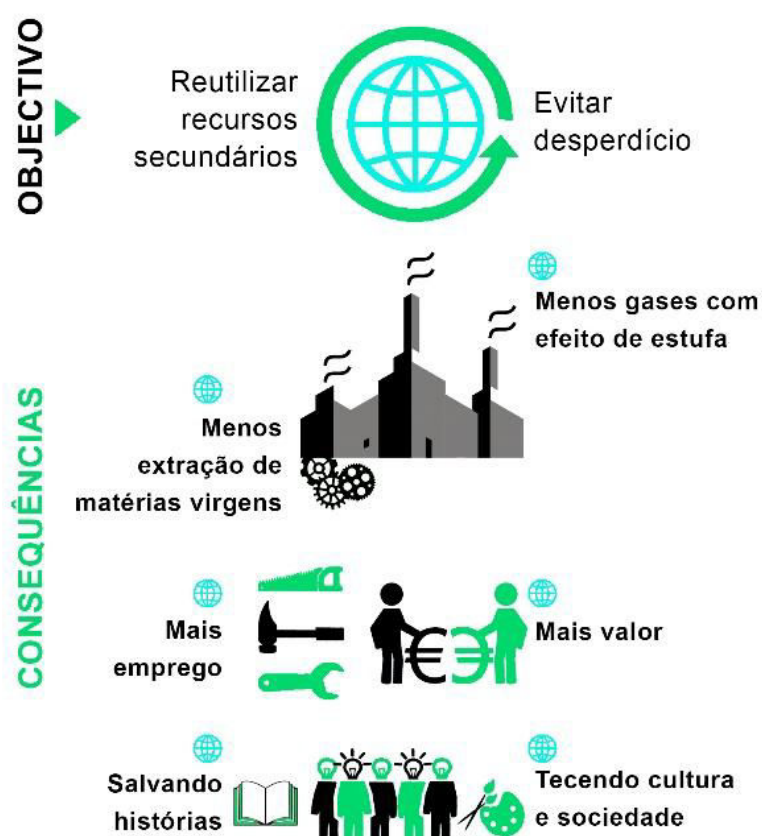 OBJECTIVO
Reutilizar
recursos
secundários
Evitar
desperdício
CONSEQUÊNCIAS
Menos gases com
efeito de estufa
Menos
extração de
matérias virgens
Mais
emprego
Mais valor
Salvando
histórias
Tecendo cultura
e sociedade